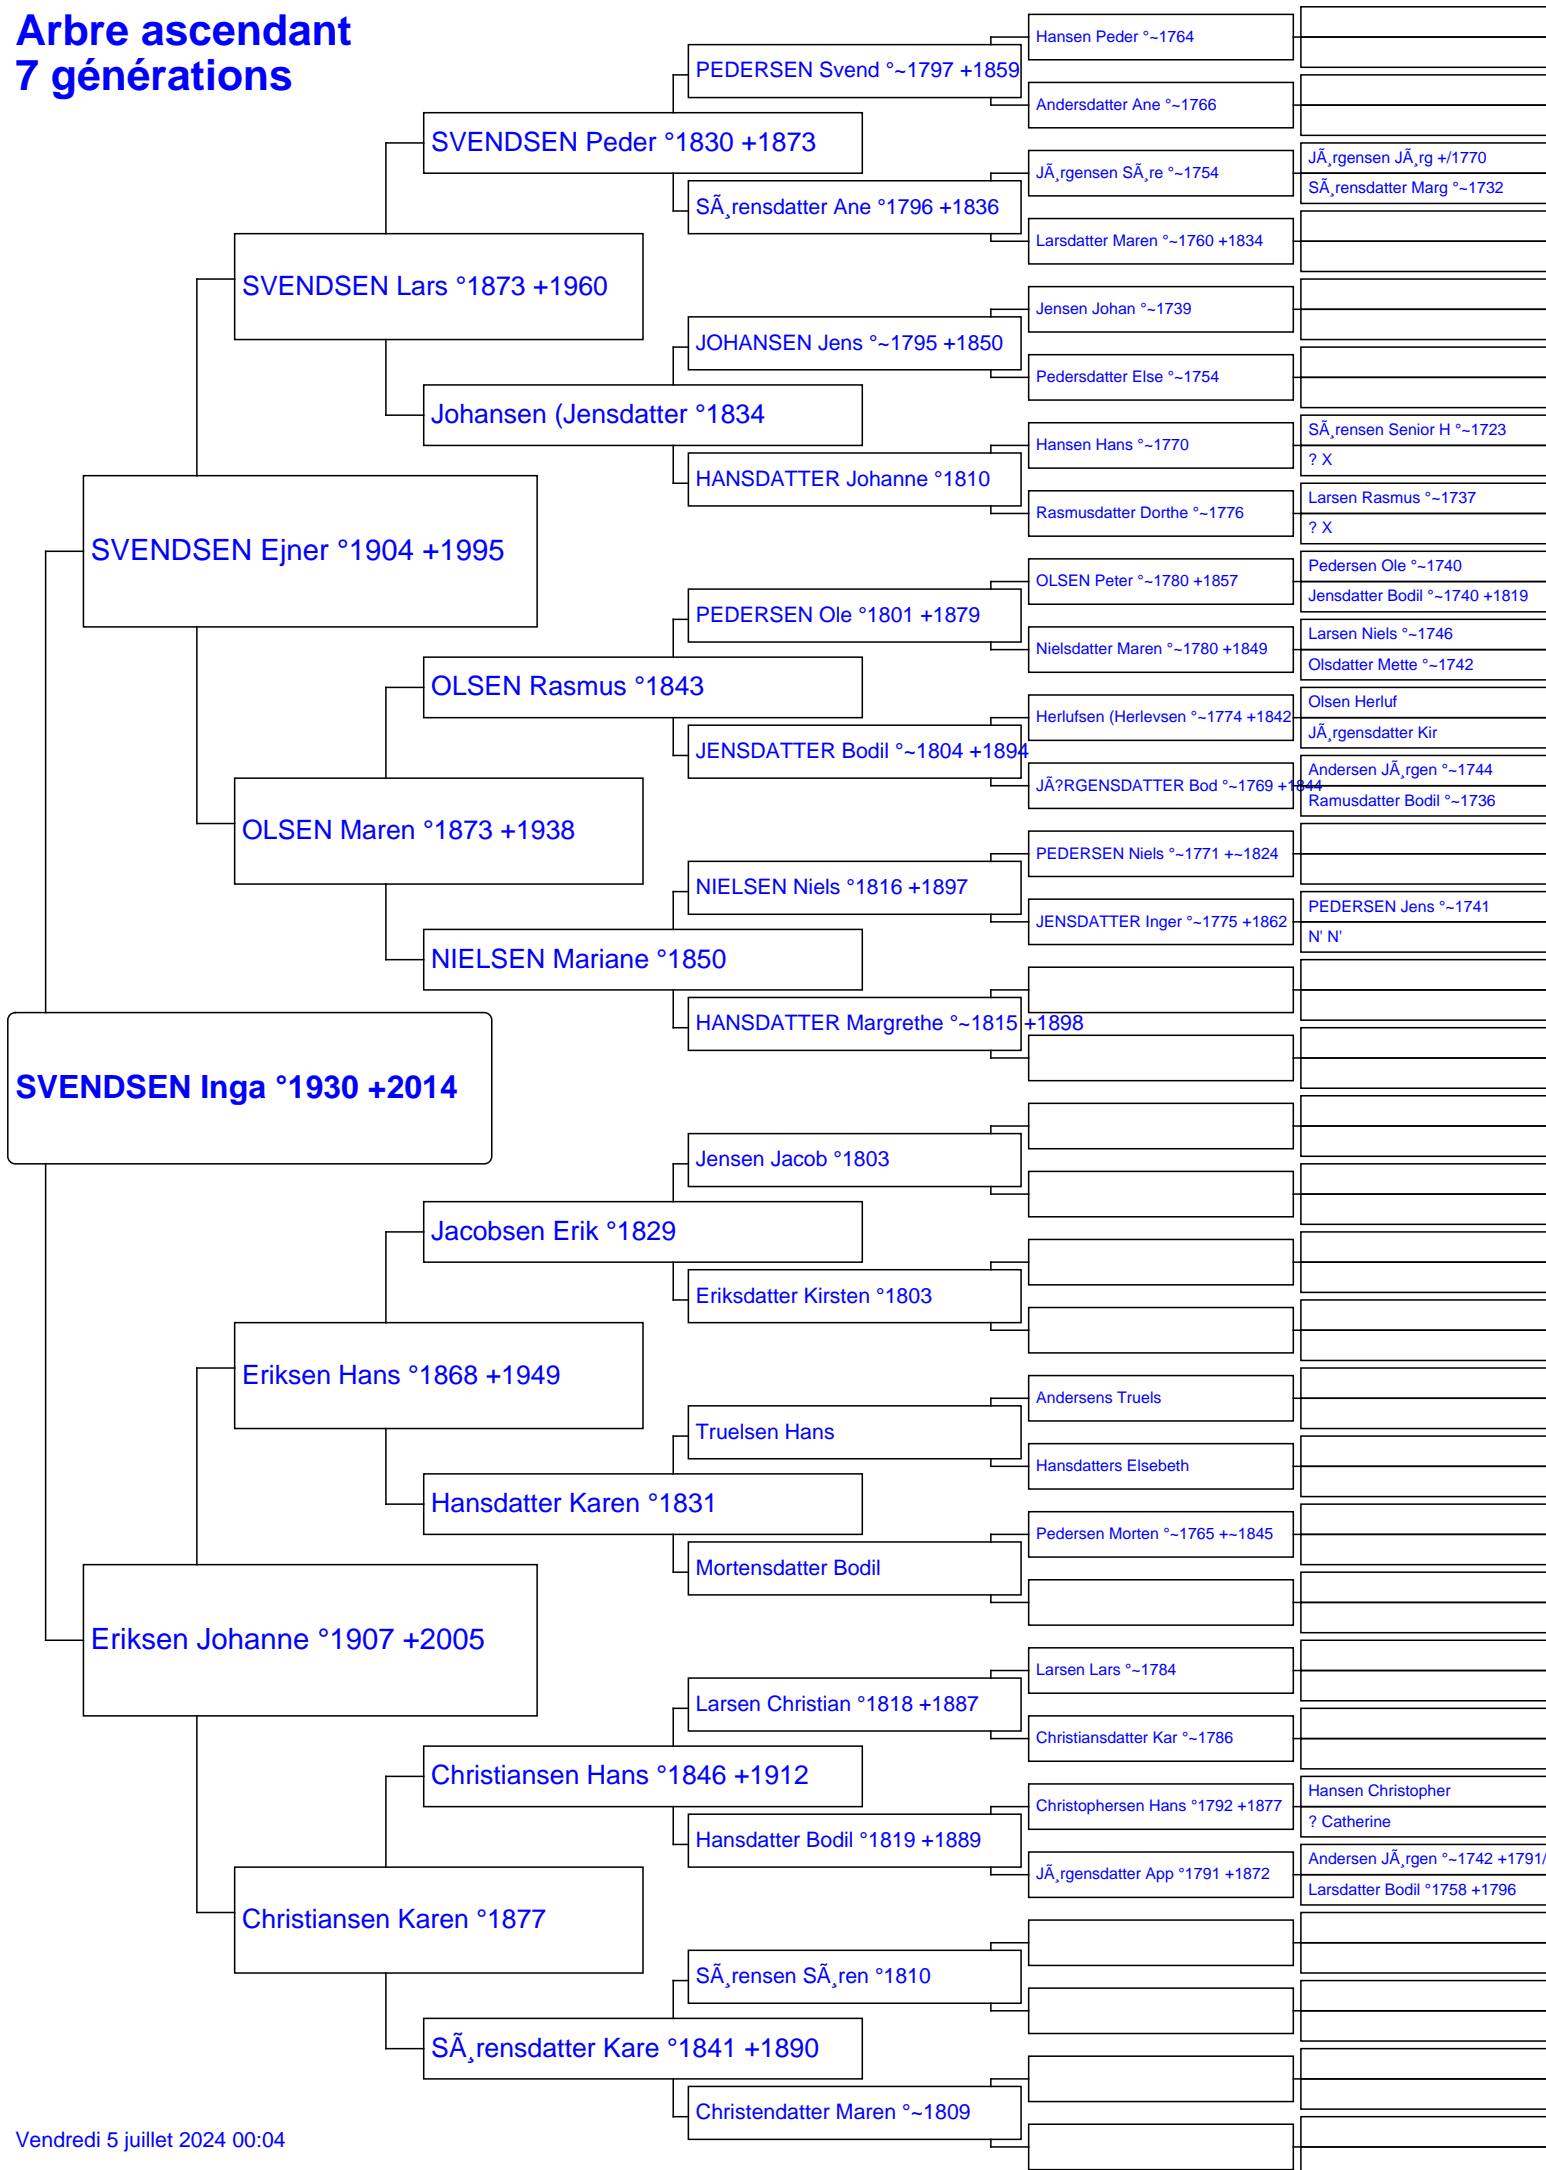 Arbre ascendant
7 générations
Hansen Peder °~1764
PEDERSEN Svend °~1797 +1859
Andersdatter Ane °~1766
SVENDSEN Peder °1830 +1873
JÃ¸rgensen JÃ¸rg +/1770
JÃ¸rgensen SÃ¸re °~1754
SÃ¸rensdatter Marg °~1732
SÃ¸rensdatter Ane °1796 +1836
Larsdatter Maren °~1760 +1834
SVENDSEN Lars °1873 +1960
Jensen Johan °~1739
JOHANSEN Jens °~1795 +1850
Pedersdatter Else °~1754
Johansen (Jensdatter °1834
SÃ¸rensen Senior H °~1723
Hansen Hans °~1770
? X
HANSDATTER Johanne °1810
Larsen Rasmus °~1737
Rasmusdatter Dorthe °~1776
? X
SVENDSEN Ejner °1904 +1995
Pedersen Ole °~1740
OLSEN Peter °~1780 +1857
Jensdatter Bodil °~1740 +1819
PEDERSEN Ole °1801 +1879
Larsen Niels °~1746
Nielsdatter Maren °~1780 +1849
Olsdatter Mette °~1742
OLSEN Rasmus °1843
Olsen Herluf
Herlufsen (Herlevsen °~1774 +1842
JÃ¸rgensdatter Kir
JENSDATTER Bodil °~1804 +1894
Andersen JÃ¸rgen °~1744
JÃ?RGENSDATTER Bod °~1769 +1844
Ramusdatter Bodil °~1736
OLSEN Maren °1873 +1938
PEDERSEN Niels °~1771 +~1824
NIELSEN Niels °1816 +1897
PEDERSEN Jens °~1741
JENSDATTER Inger °~1775 +1862
N' N'
NIELSEN Mariane °1850
HANSDATTER Margrethe °~1815 +1898
SVENDSEN Inga °1930 +2014
Jensen Jacob °1803
Jacobsen Erik °1829
Eriksdatter Kirsten °1803
Eriksen Hans °1868 +1949
Andersens Truels
Truelsen Hans
Hansdatters Elsebeth
Hansdatter Karen °1831
Pedersen Morten °~1765 +~1845
Mortensdatter Bodil
Eriksen Johanne °1907 +2005
Larsen Lars °~1784
Larsen Christian °1818 +1887
Christiansdatter Kar °~1786
Christiansen Hans °1846 +1912
Hansen Christopher
Christophersen Hans °1792 +1877
? Catherine
Hansdatter Bodil °1819 +1889
Andersen JÃ¸rgen °~1742 +1791/
JÃ¸rgensdatter App °1791 +1872
Larsdatter Bodil °1758 +1796
Christiansen Karen °1877
SÃ¸rensen SÃ¸ren °1810
SÃ¸rensdatter Kare °1841 +1890
Christendatter Maren °~1809
Vendredi 5 juillet 2024 00:04